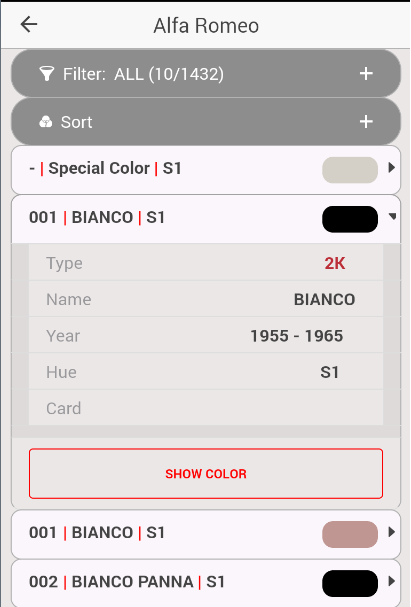 Alfa Romeo
Filter: ALL (10/1432) +
Sort +
- | Special Color | S1
001 | BIANCO | S1
Type 2K
Name BIANCO
Year 1955 - 1965
Hue S1
Card
SHOW COLOR
001 | BIANCO | S1
002 | BIANCO PANNA | S1